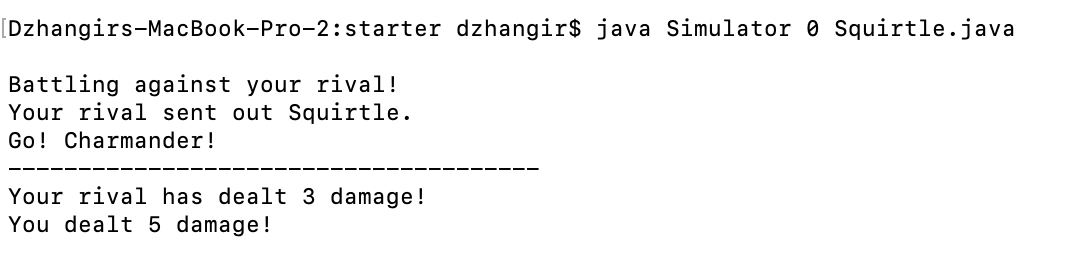 [Dzhangirs-MacBook-Pro-2:starter dzhangir$ java Simulator 0 Squirtle.java
Battling against your rival!
Your rival sent out Squirtle.
Go! Charmander!
--------------------------------------
Your rival has dealt 3 damage!
You dealt 5 damage!